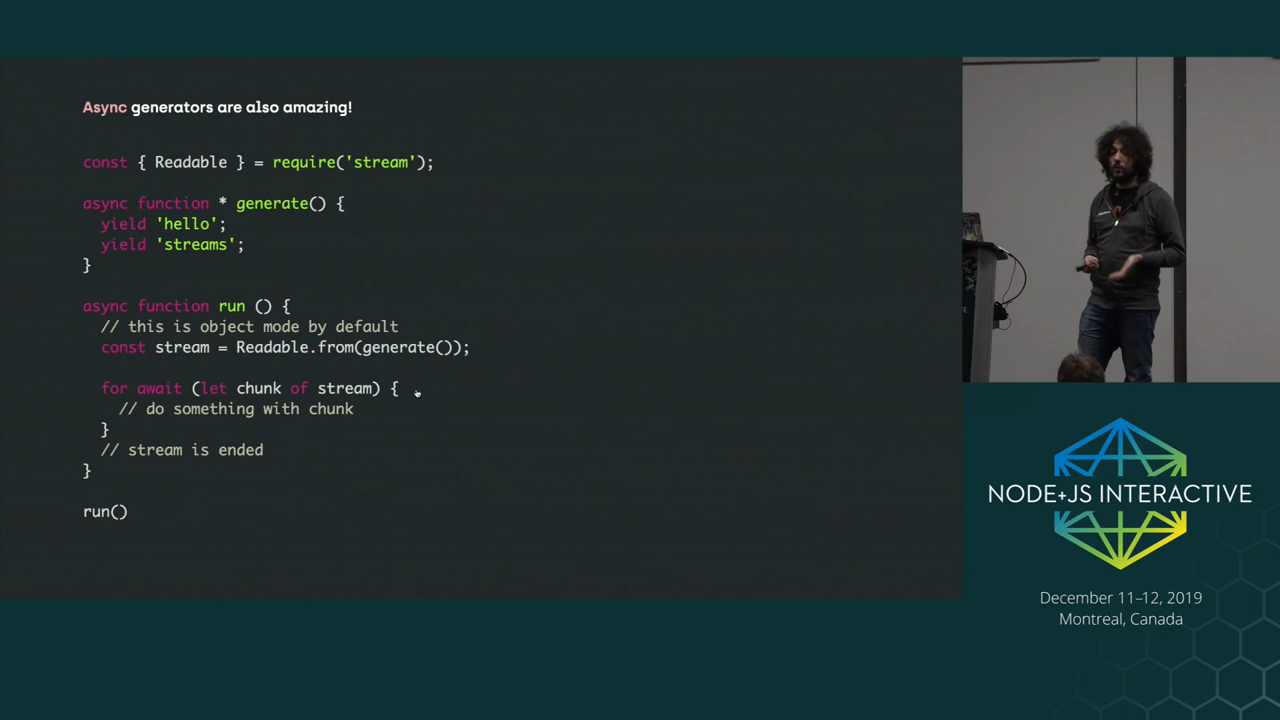 Async generators are also amazing!
const { Readable } = require('stream');
async function * generate() {
  yield 'hello';
  yield 'streams';
}
async function run () {
  // this is object mode by default
  const stream = Readable.from(generate());
  for await (let chunk of stream) {
    // do something with chunk
  }
  // stream is ended
}
run()
NODE+JS INTERACTIVE
December 11–12, 2019
Montreal, Canada